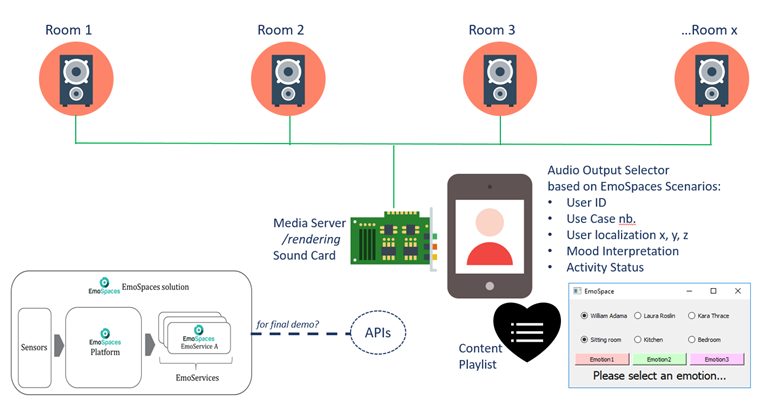 Room 1
Room 2
Room 3
...Room x
Audio Output Selector
based on EmoSpaces Scenarios:
• User ID
• Use Case nb.
• User localization x, y, z
• Mood Interpretation
• Activity Status
Media Server
/rendering
Sound Card
EmoSpaces
EmoSpaces solution
Sensors
EmoSpaces
Platform
EmoSpaces
EmoService A
EmoServices
for final demo?
APIs
Content
Playlist
EmoSpace
William Adama
Laura Roslin
Kara Thrace
Sitting room
Kitchen
Bedroom
Emotion1
Emotion2
Emotion3
Please select an emotion...